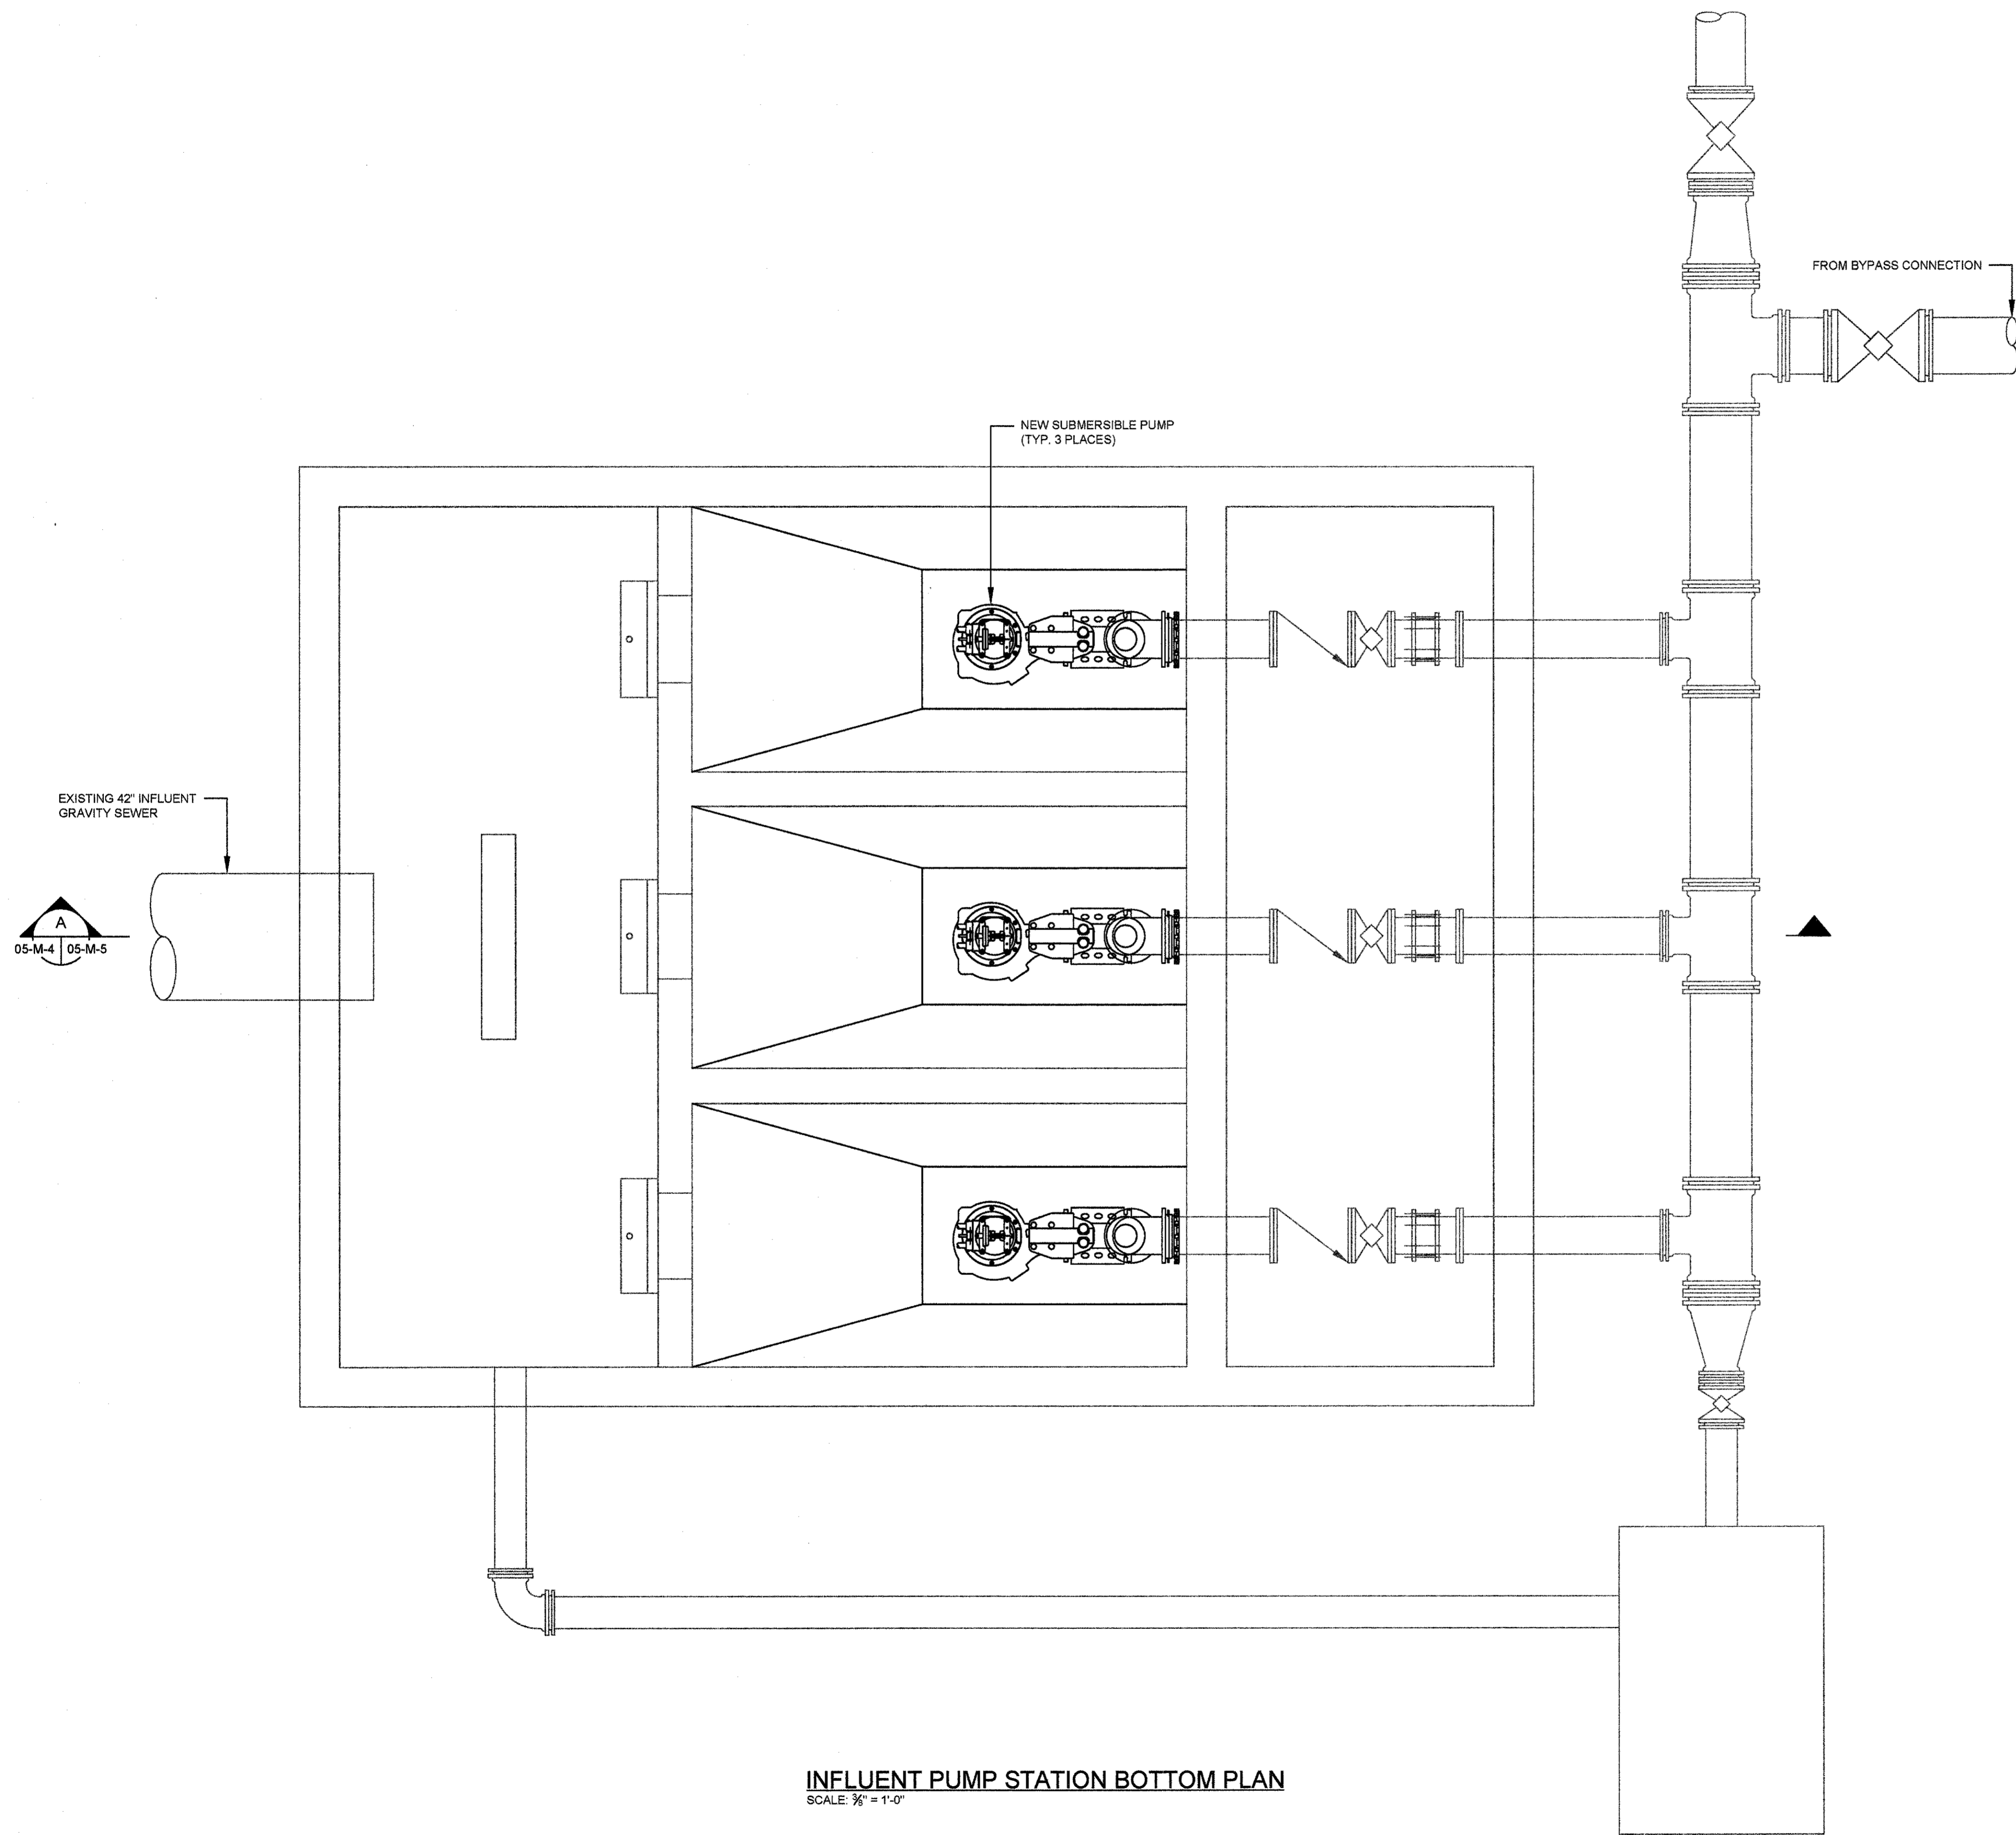 FROM BYPASS CONNECTION
NEW SUBMERSIBLE PUMP
(TYP. 3 PLACES)
EXISTING 42" INFLUENT
GRAVITY SEWER
A
05-M-4 05-M-5
INFLUENT PUMP STATION BOTTOM PLAN
SCALE: ⅜" = 1'-0"